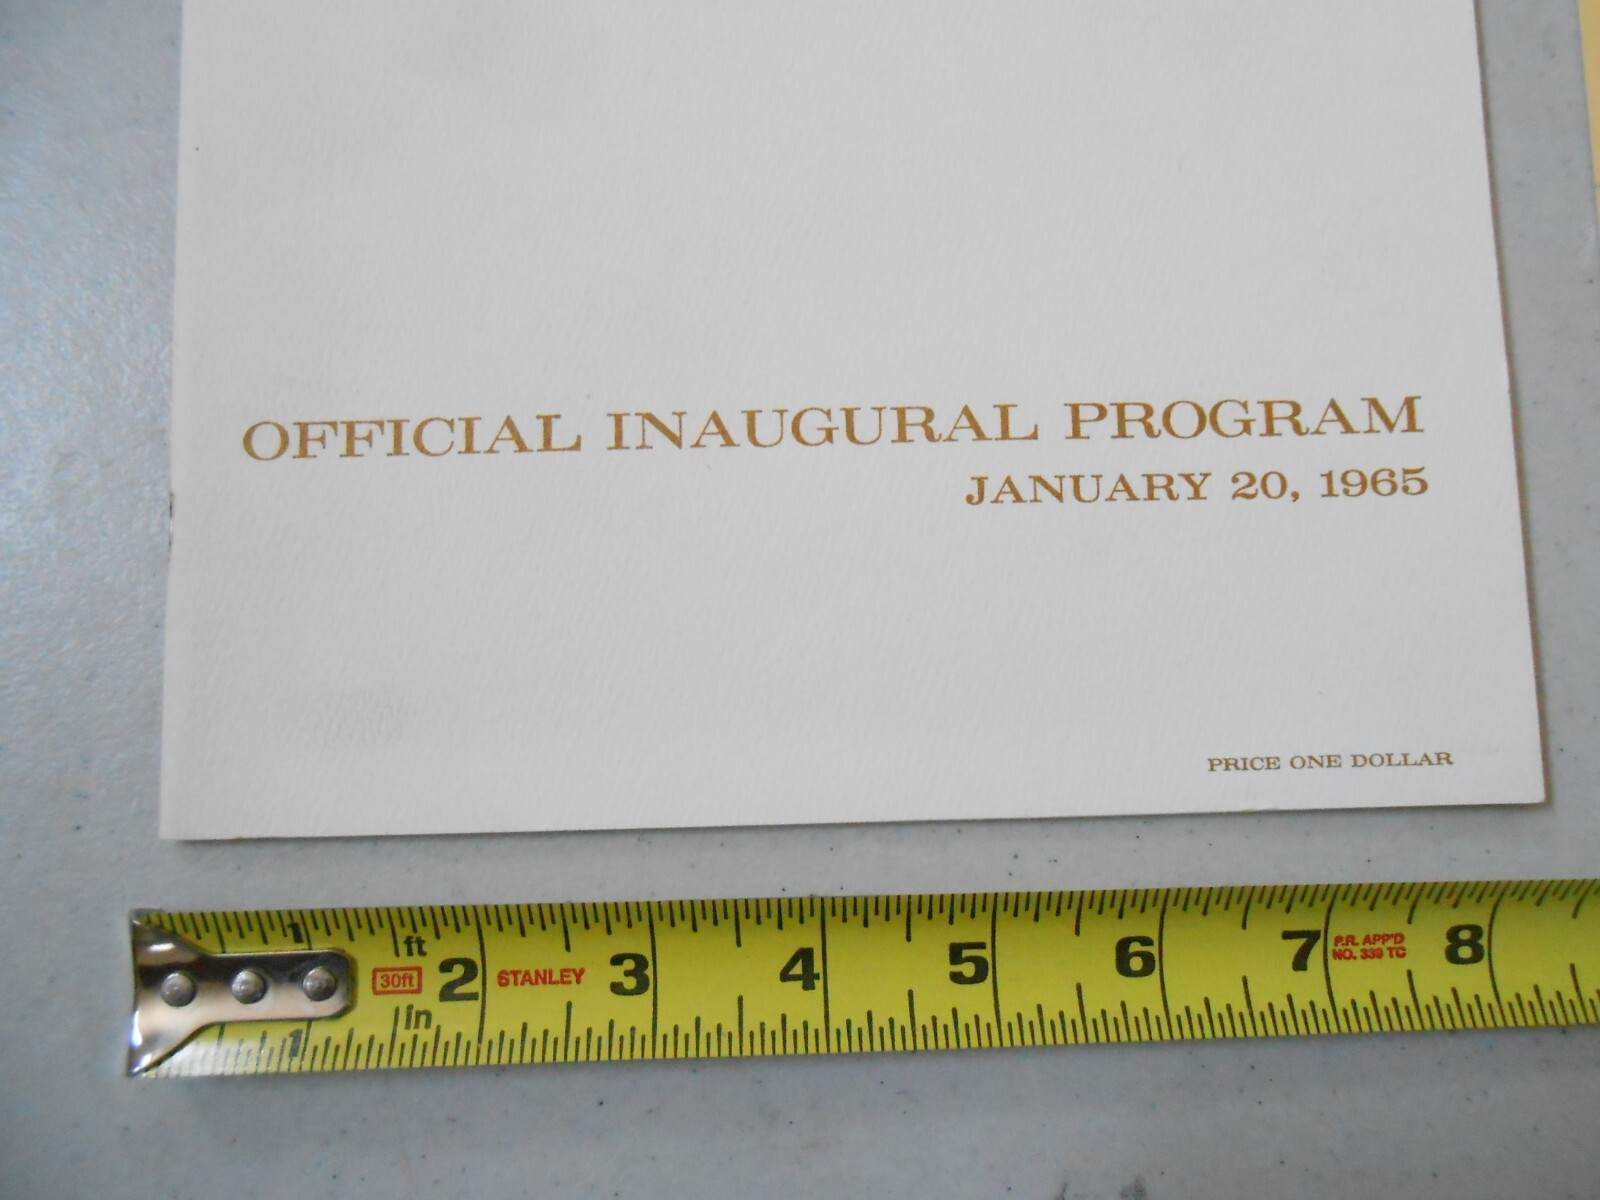 OFFICIAL INAUGURAL PROGRAM
JANUARY 20, 1965
PRICE ONE DOLLAR
1 30ft ft 2 STANLEY 3 4 5 6 7 P.R. APP'D 8
NO. 339 TC
1 in